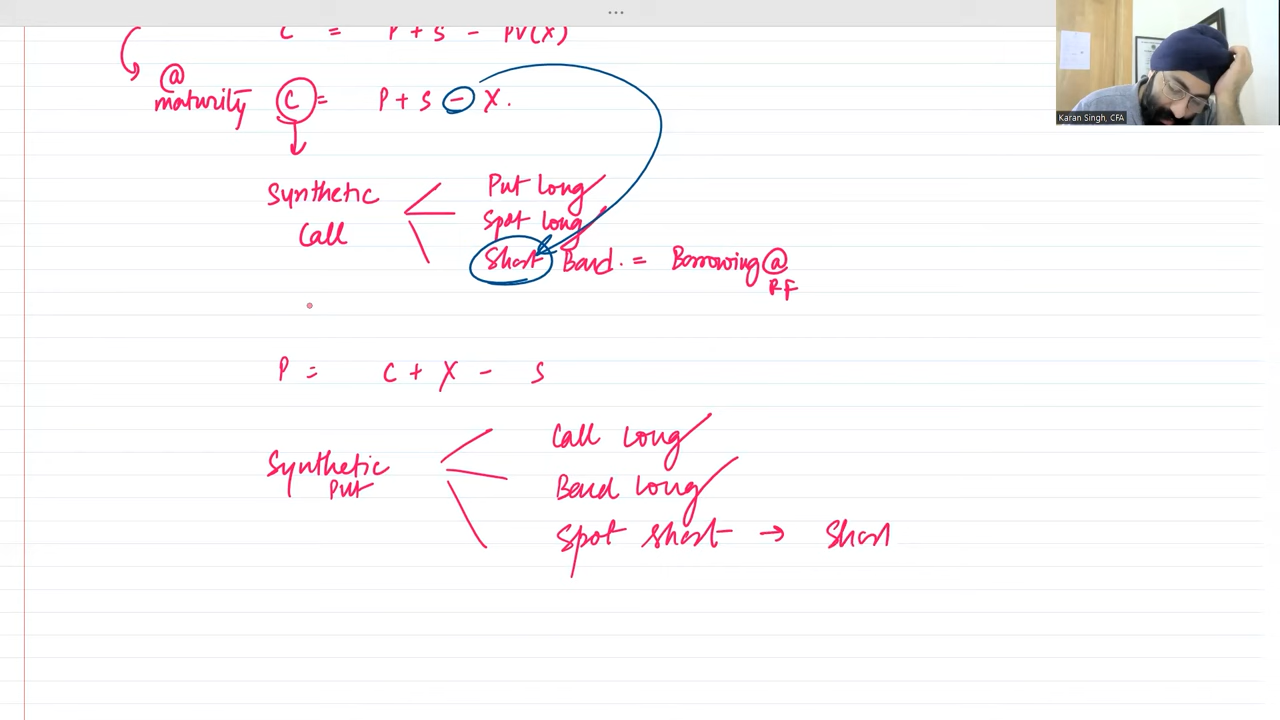 C = P + S - PV(X)
@
maturity C = P + S - X.
Synthetic Call
Put Long
Spot Long
Short Bond. = Borrowing @ RF
P = C + X - S
Synthetic Put
Call Long
Bond Long
Spot Short → Short
Karan Singh, CFA